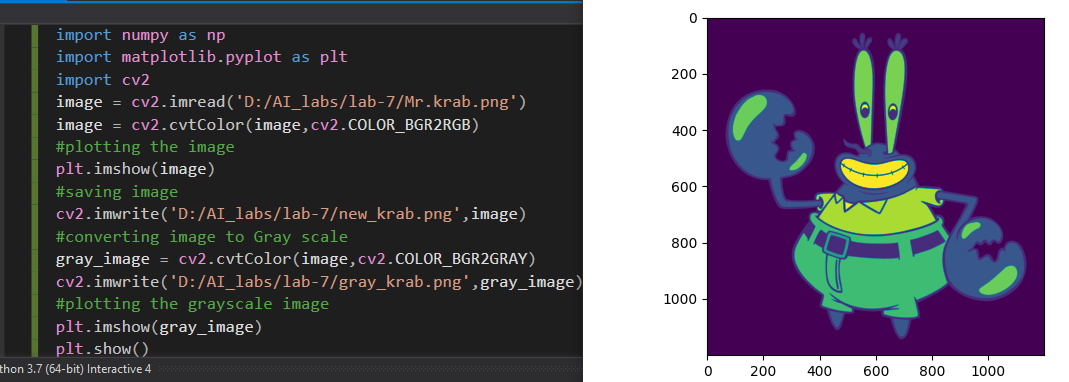 import numpy as np
import matplotlib.pyplot as plt
import cv2
image = cv2.imread('D:/AI_labs/lab-7/Mr.krab.png')
image = cv2.cvtColor(image,cv2.COLOR_BGR2RGB)
#plotting the image
plt.imshow(image)
#saving image
cv2.imwrite('D:/AI_labs/lab-7/new_krab.png',image)
#converting image to Gray scale
gray_image = cv2.cvtColor(image,cv2.COLOR_BGR2GRAY)
cv2.imwrite('D:/AI_labs/lab-7/gray_krab.png',gray_image)
#plotting the grayscale image
plt.imshow(gray_image)
plt.show()
thon 3.7 (64-bit) Interactive 4
0
200
400
600
800
1000
0 200 400 600 800 1000